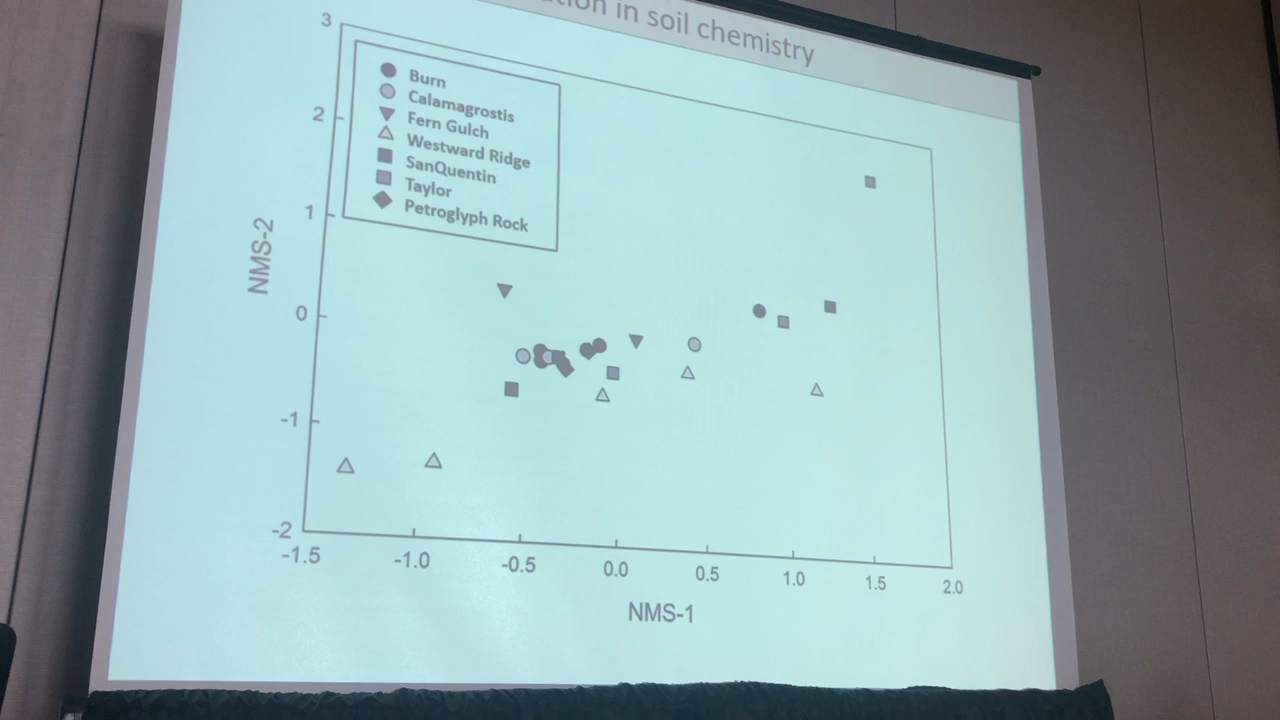 in soil chemistry
Burn
Calamagrostis
Fern Gulch
Westward Ridge
SanQuentin
Taylor
Petroglyph Rock
3
2
1
0
-1
-2
NMS-2
-1.5
-1.0
-0.5
0.0
0.5
1.0
1.5
2.0
NMS-1